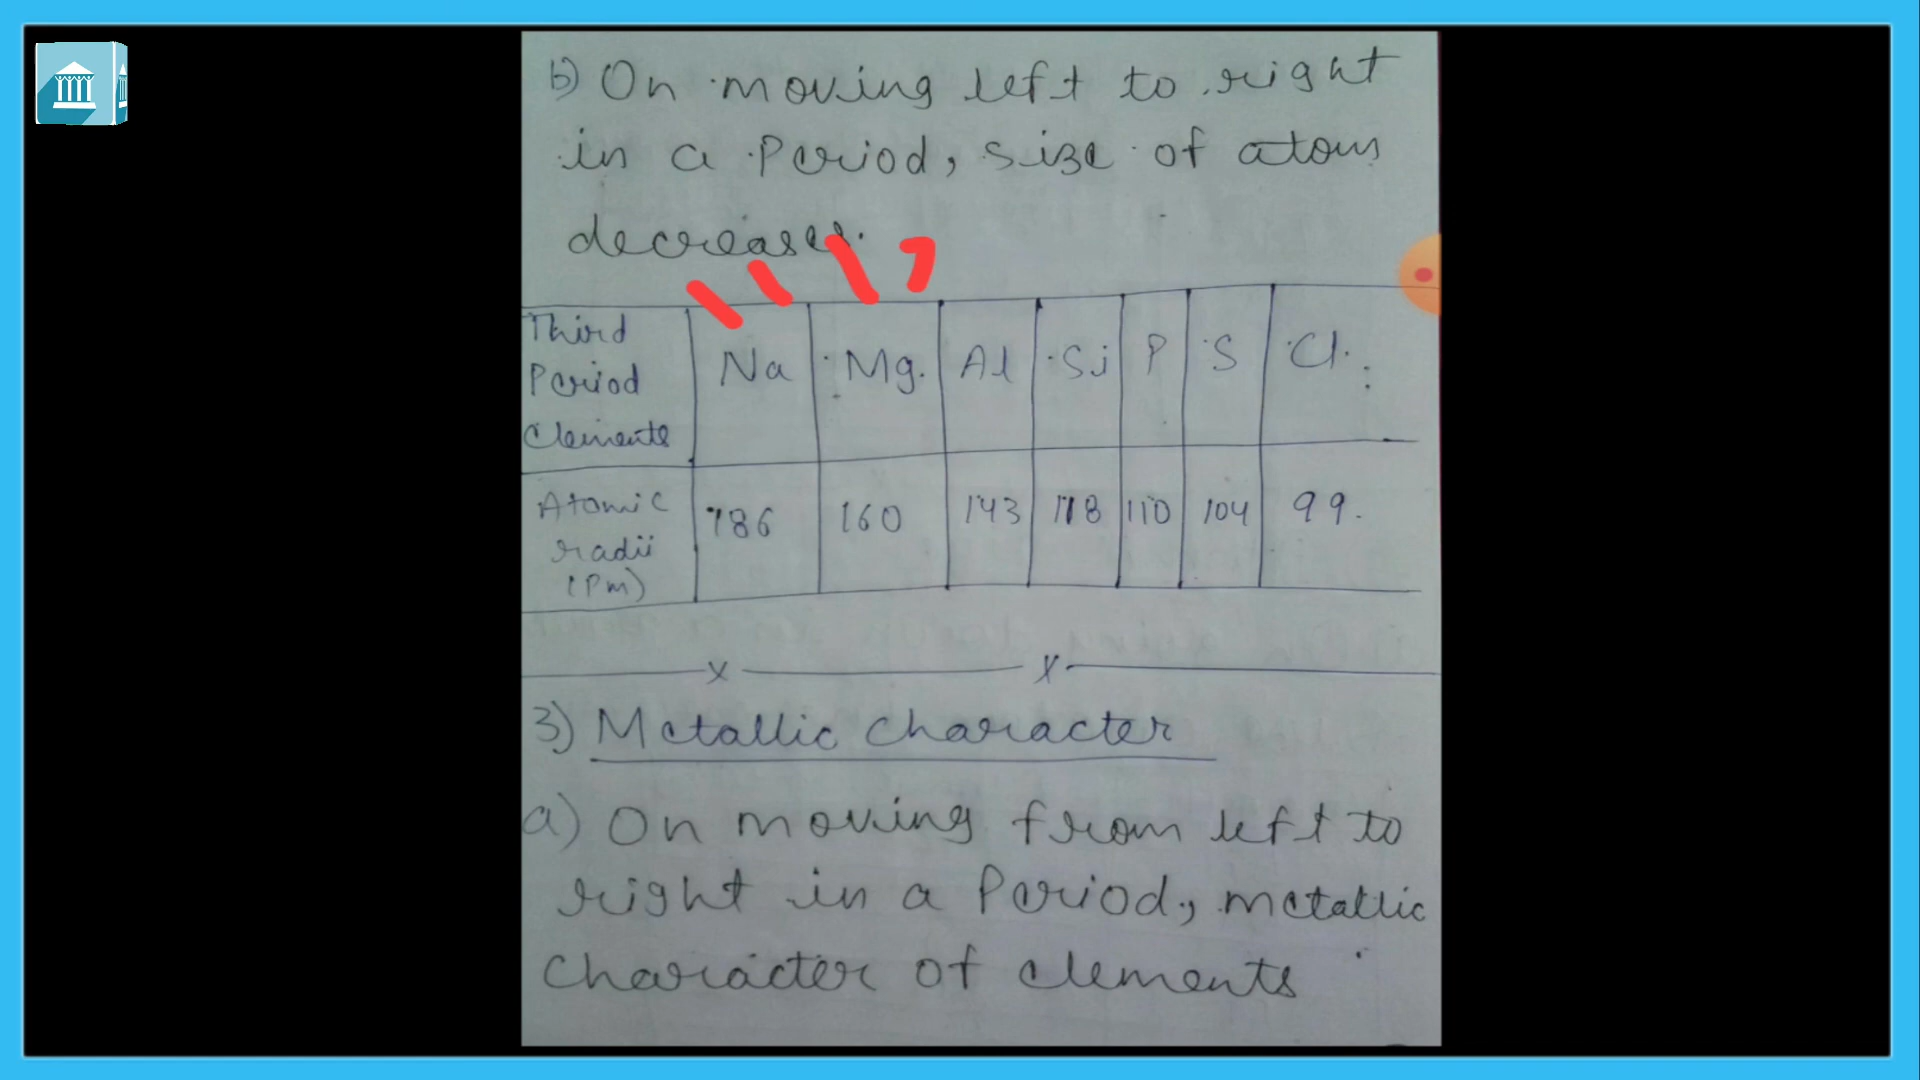 b) On moving left to right
in a Period, size of atom
decreases.
Third Period Elements Na Mg. Al Si P S Cl.
Atomic radii (Pm) 186 160 143 118 110 104 99.
x x
3) Metallic character
a) On moving from left to
right in a Period, metallic
character of elements